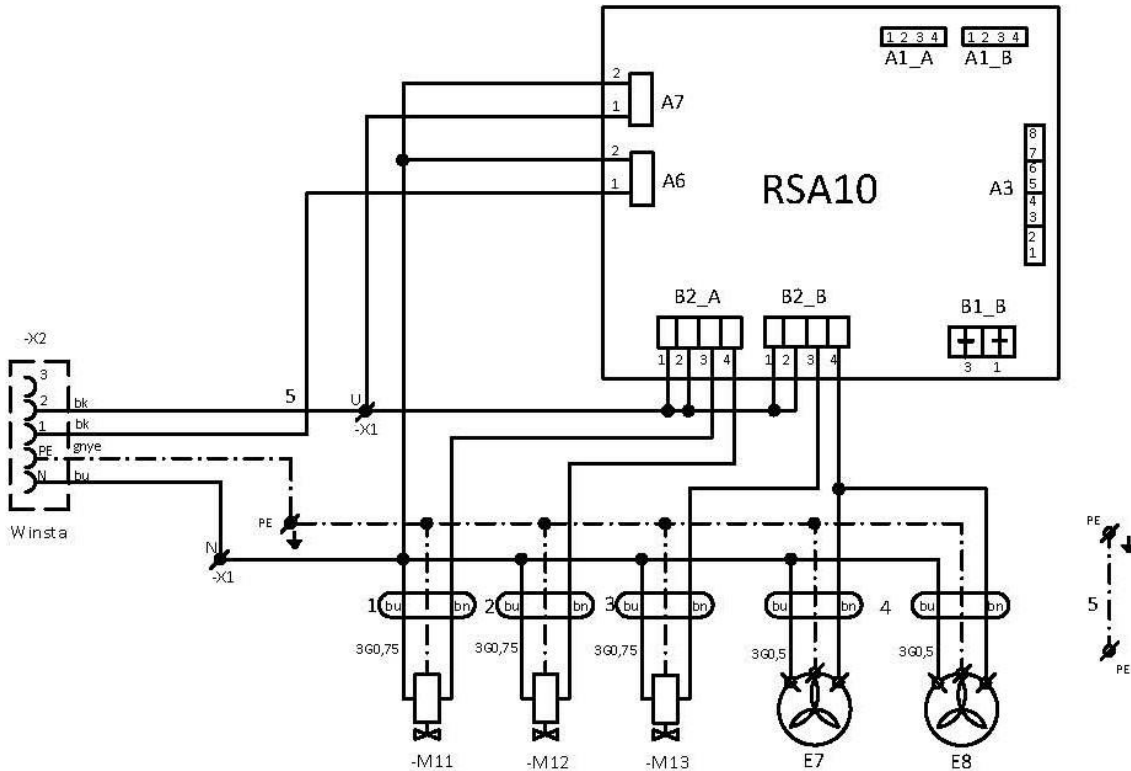 1 2 3 4 1 2 3 4
A1_A A1_B
2
1
A7
2
1
A6
RSA10
8
7
6
5
4
3
2
1
A3
B2_A B2_B
1 2 3 4 1 2 3 4
B1_B
3 1
-X2
3
2 bk
1 bk
PE gnye
N bu
Winsta
5
U
-X1
PE
N
-X1
1 bu bn 2 bu bn 3 bu bn bu 4 bu bn
3G0,75 3G0,75 3G0,75 3G0,5 3G0,5
-M11 -M12 -M13 E7 E8
PE
5
PE